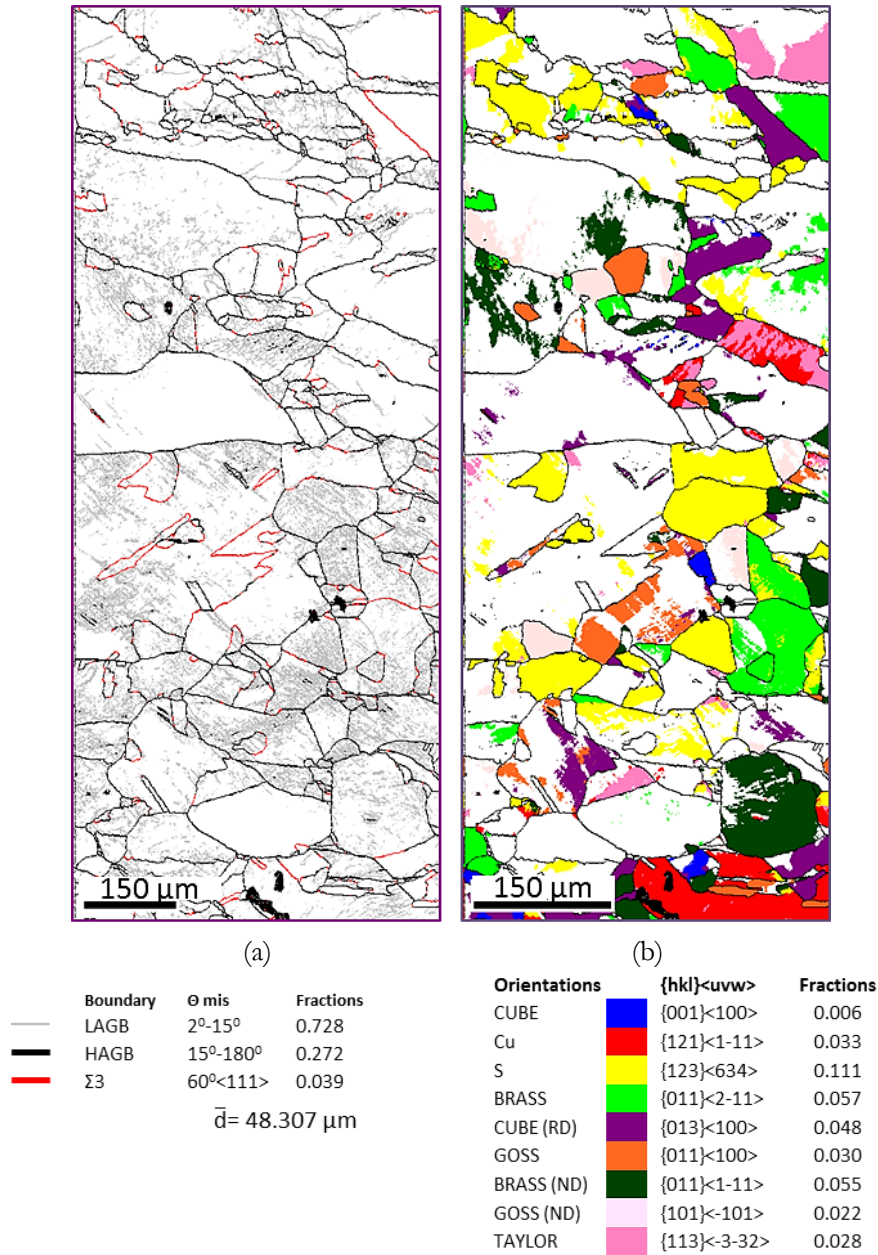 150 µm
150 µm
(a)
(b)
Boundary Θ mis Fractions
LAGB 2⁰-15⁰ 0.728
HAGB 15⁰-180⁰ 0.272
Σ3 60⁰<111> 0.039
d̅= 48.307 µm
Orientations {hkl}<uvw> Fractions
CUBE {001}<100> 0.006
Cu {121}<1-11> 0.033
S {123}<634> 0.111
BRASS {011}<2-11> 0.057
CUBE (RD) {013}<100> 0.048
GOSS {011}<100> 0.030
BRASS (ND) {011}<1-11> 0.055
GOSS (ND) {101}<-101> 0.022
TAYLOR {113}<-3-32> 0.028